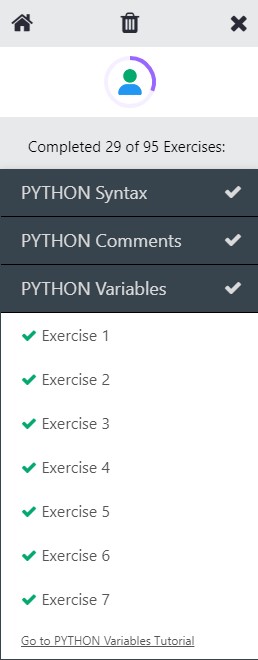 Completed 29 of 95 Exercises:
PYTHON Syntax
PYTHON Comments
PYTHON Variables
Exercise 1
Exercise 2
Exercise 3
Exercise 4
Exercise 5
Exercise 6
Exercise 7
Go to PYTHON Variables Tutorial